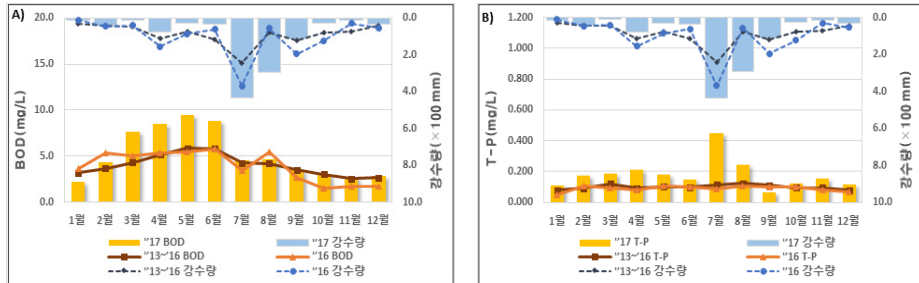 A)
BOD(mg/L)
20.0
15.0
10.0
5.0
0.0
0.0
2.0
4.0
6.0
8.0
10.0
강수량(×100 mm)
1월 2월 3월 4월 5월 6월 7월 8월 9월 10월 11월 12월
"17 BOD "17 강수량
"13~'16 BOD "16 BOD
"13~'16 강수량 "16 강수량
B)
T-P(mg/L)
1.200
1.000
0.800
0.600
0.400
0.200
0.000
0.0
2.0
4.0
6.0
8.0
10.0
강수량(×100 mm)
1월 2월 3월 4월 5월 6월 7월 8월 9월 10월 11월 12월
"17 T-P "17 강수량
"13~'16 T-P "16 T-P
"13~'16 강수량 "16 강수량